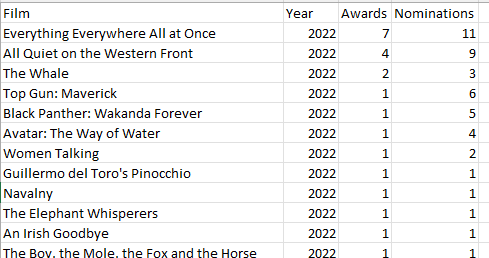 Film Year Awards Nominations
Everything Everywhere All at Once 2022 7 11
All Quiet on the Western Front 2022 4 9
The Whale 2022 2 3
Top Gun: Maverick 2022 1 6
Black Panther: Wakanda Forever 2022 1 5
Avatar: The Way of Water 2022 1 4
Women Talking 2022 1 2
Guillermo del Toro's Pinocchio 2022 1 1
Navalny 2022 1 1
The Elephant Whisperers 2022 1 1
An Irish Goodbye 2022 1 1
The Boy, the Mole, the Fox and the Horse 2022 1 1